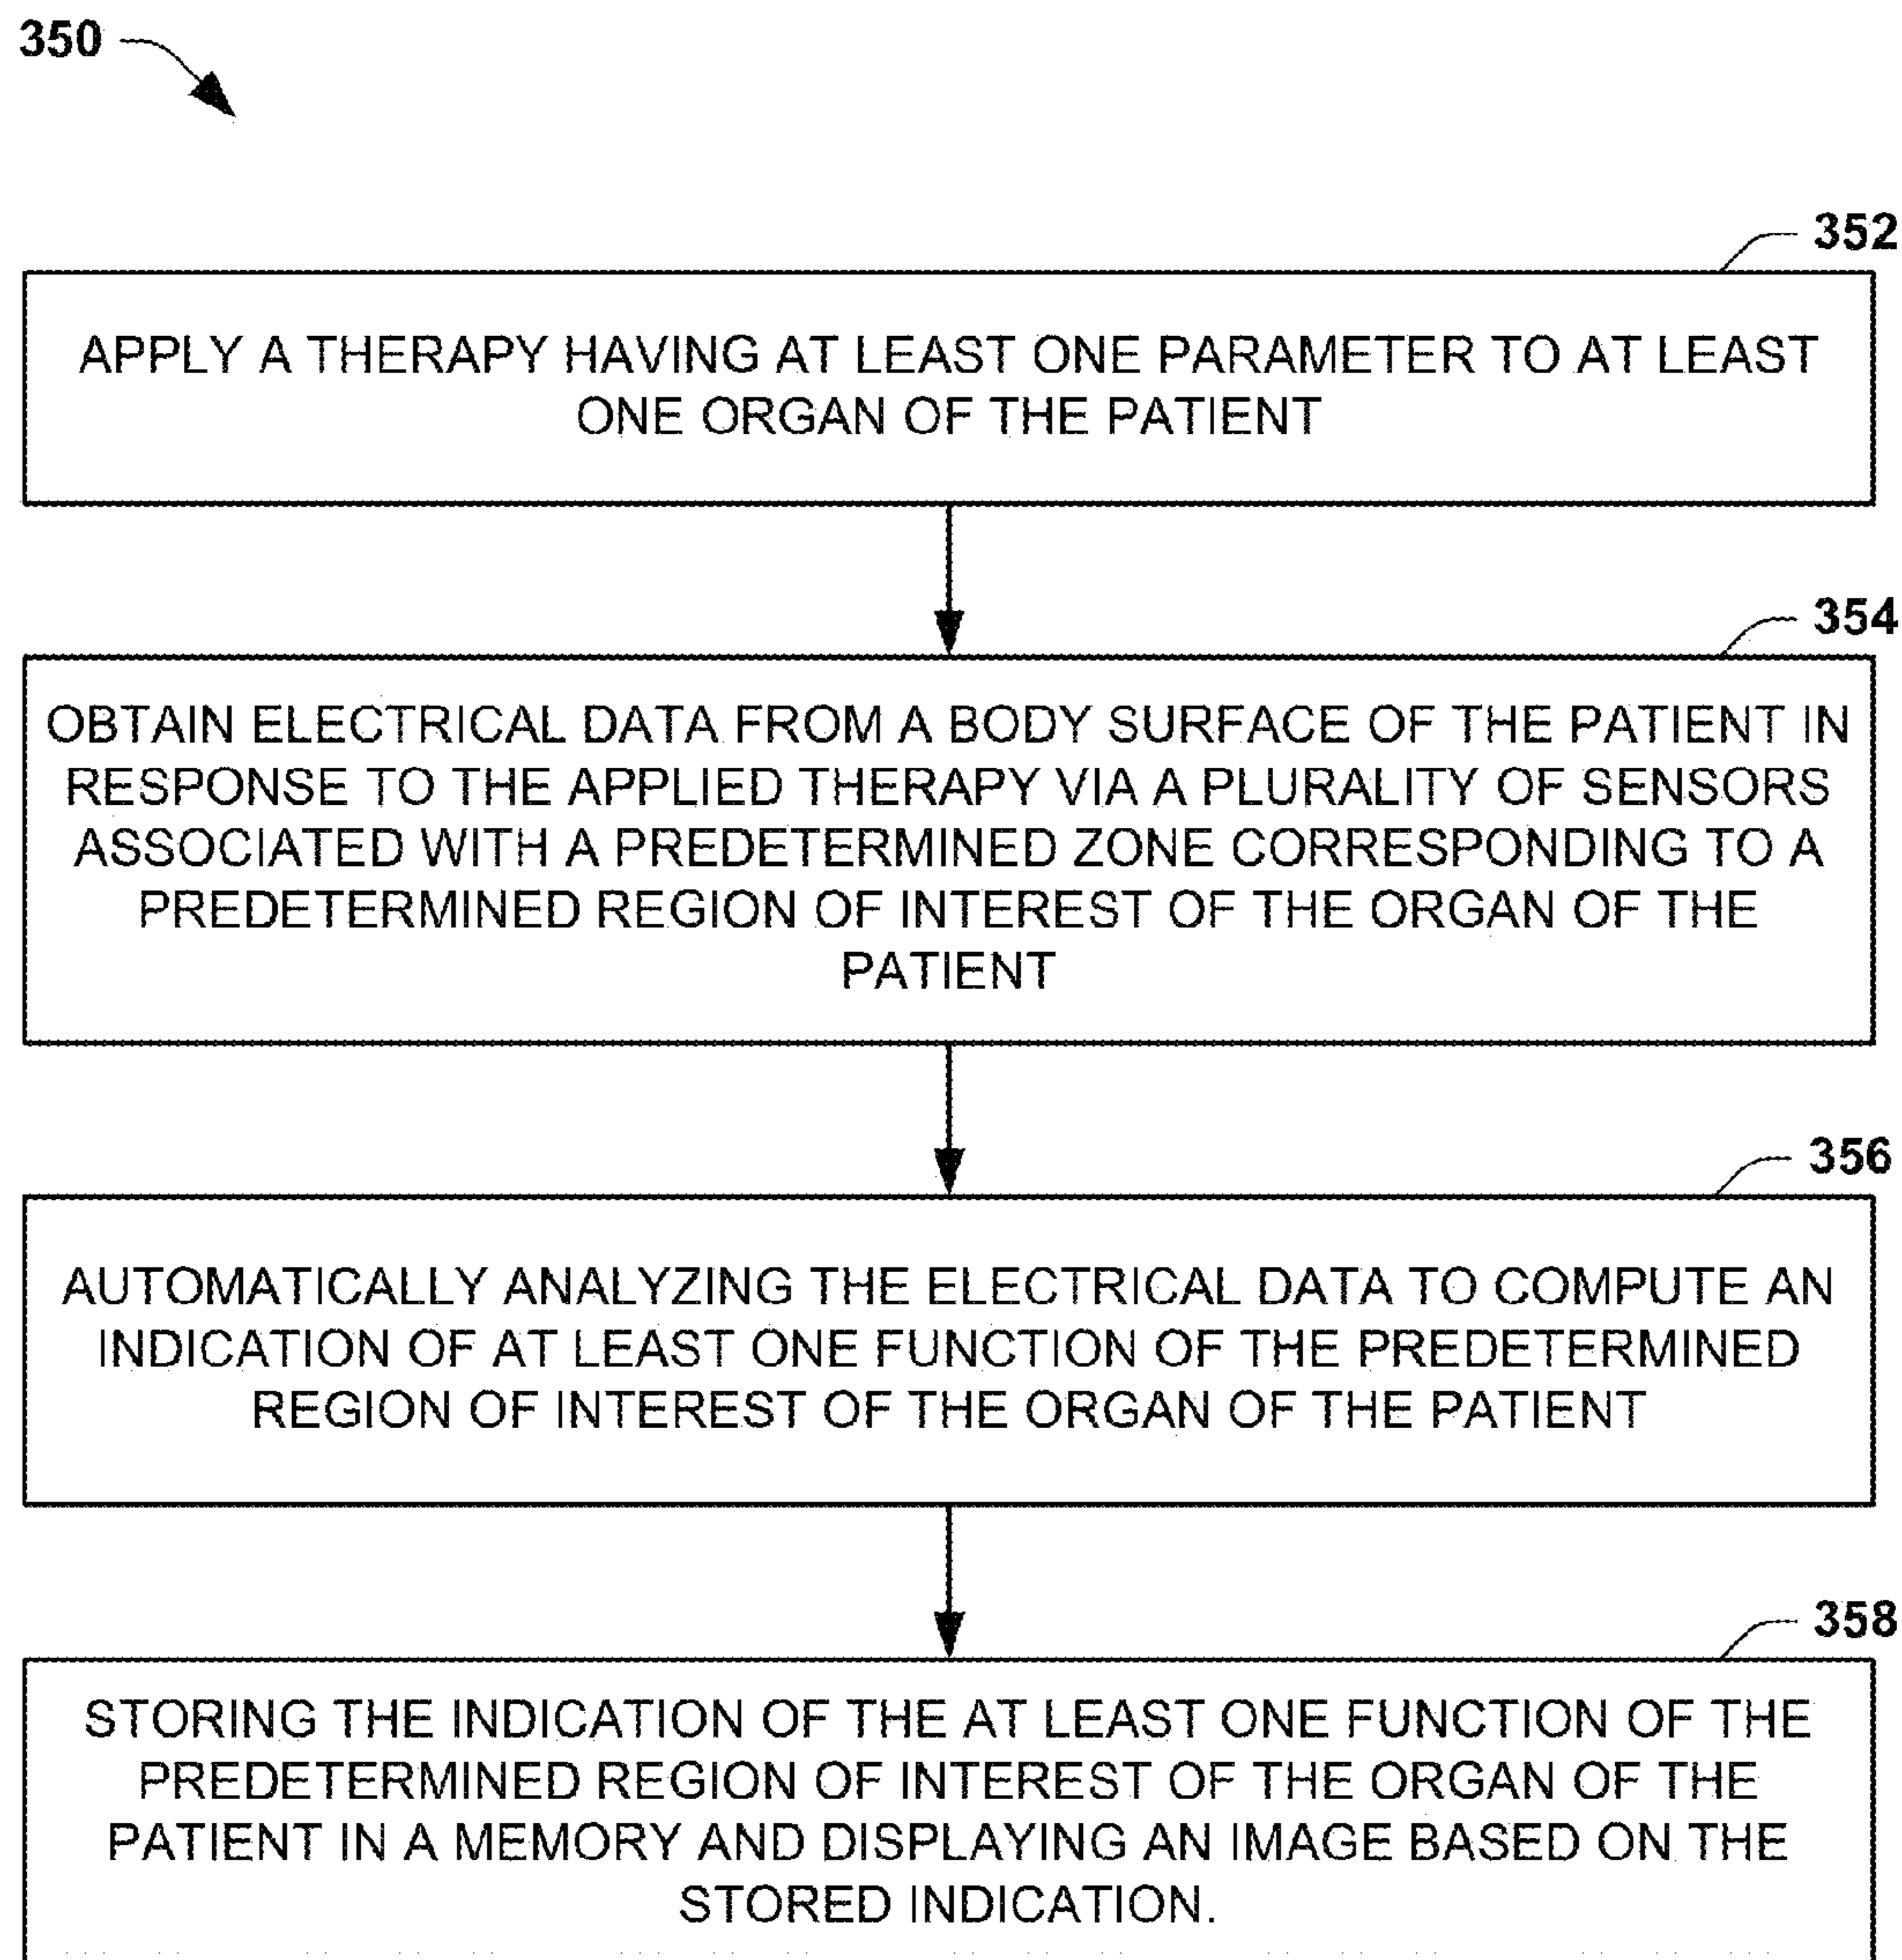 350
352
APPLY A THERAPY HAVING AT LEAST ONE PARAMETER TO AT LEAST
ONE ORGAN OF THE PATIENT
354
OBTAIN ELECTRICAL DATA FROM A BODY SURFACE OF THE PATIENT IN
RESPONSE TO THE APPLIED THERAPY VIA A PLURALITY OF SENSORS
ASSOCIATED WITH A PREDETERMINED ZONE CORRESPONDING TO A
PREDETERMINED REGION OF INTEREST OF THE ORGAN OF THE
PATIENT
356
AUTOMATICALLY ANALYZING THE ELECTRICAL DATA TO COMPUTE AN
INDICATION OF AT LEAST ONE FUNCTION OF THE PREDETERMINED
REGION OF INTEREST OF THE ORGAN OF THE PATIENT
358
STORING THE INDICATION OF THE AT LEAST ONE FUNCTION OF THE
PREDETERMINED REGION OF INTEREST OF THE ORGAN OF THE
PATIENT IN A MEMORY AND DISPLAYING AN IMAGE BASED ON THE
STORED INDICATION.